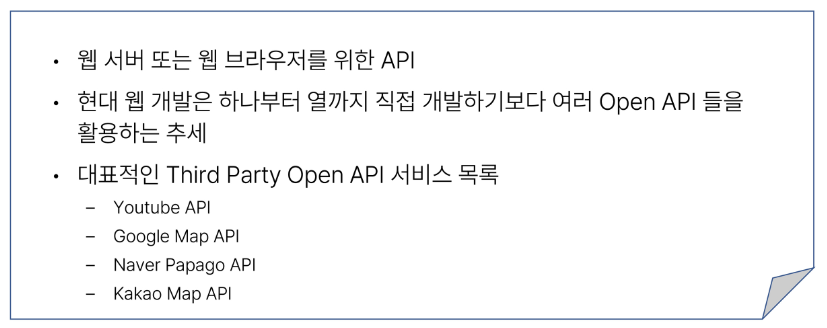 • 웹 서버 또는 웹 브라우저를 위한 API
• 현대 웹 개발은 하나부터 열까지 직접 개발하기보다 여러 Open API 들을
활용하는 추세
• 대표적인 Third Party Open API 서비스 목록
– Youtube API
– Google Map API
– Naver Papago API
– Kakao Map API